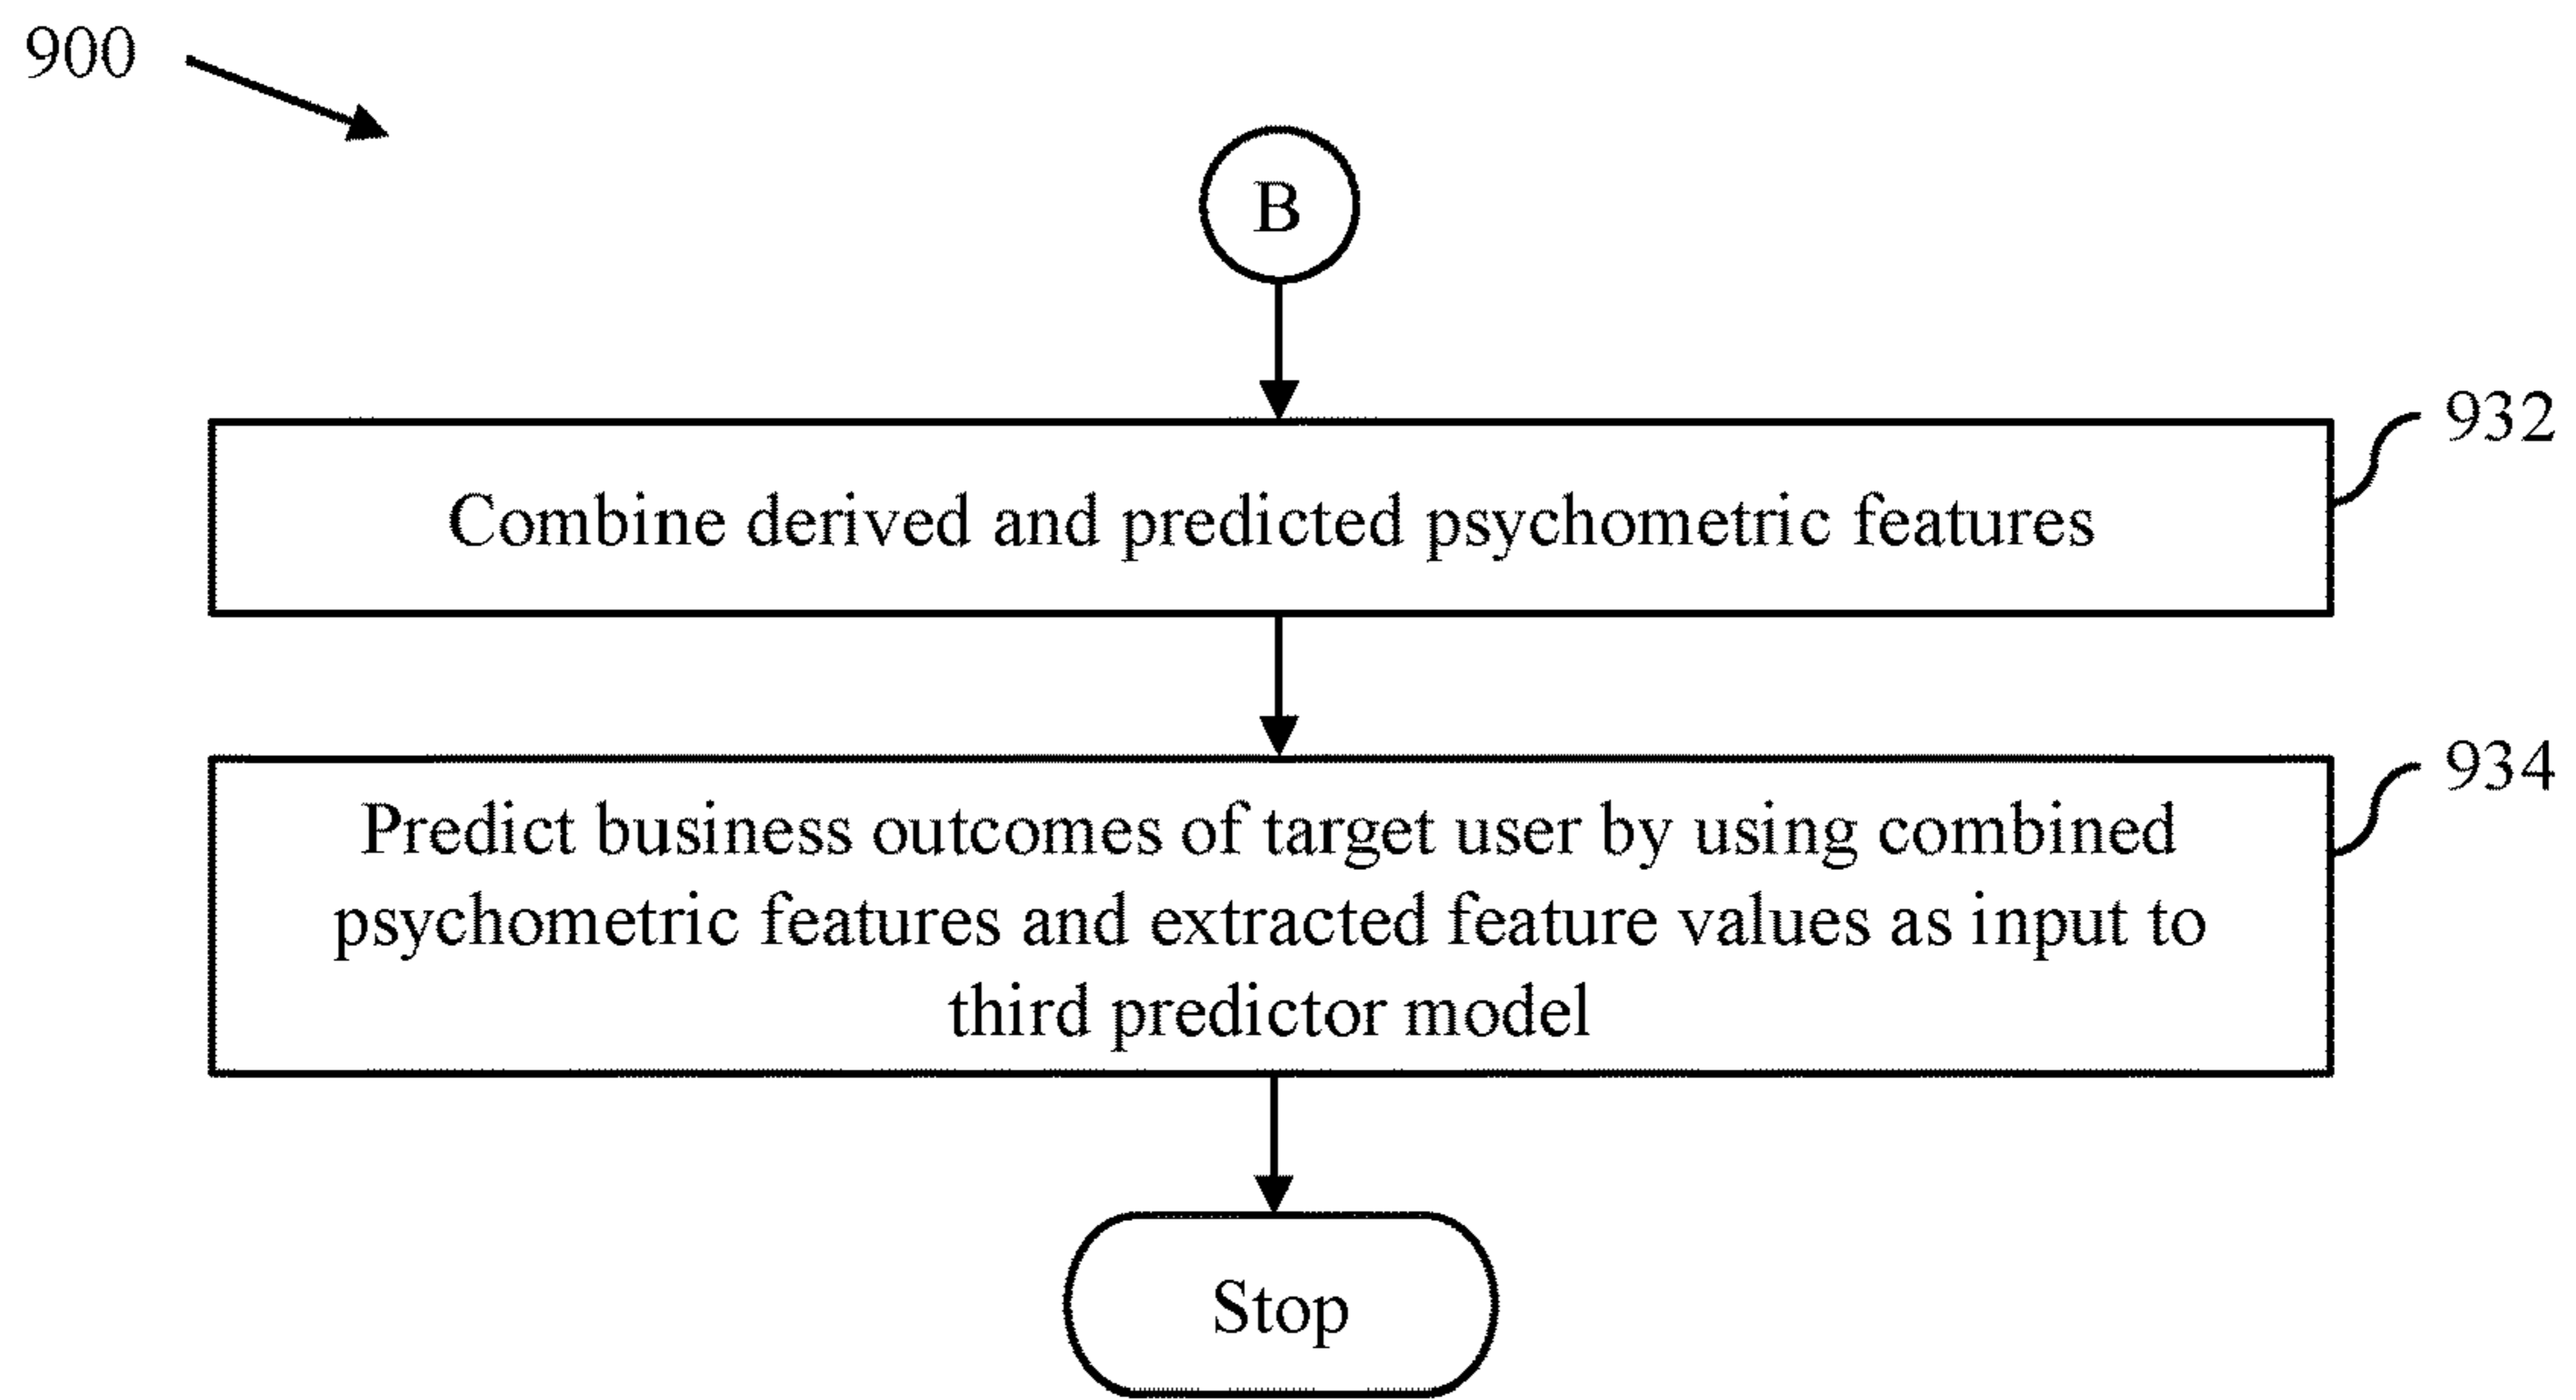 900
B
932
Combine derived and predicted psychometric features
934
Predict business outcomes of target user by using combined
psychometric features and extracted feature values as input to
third predictor model
Stop